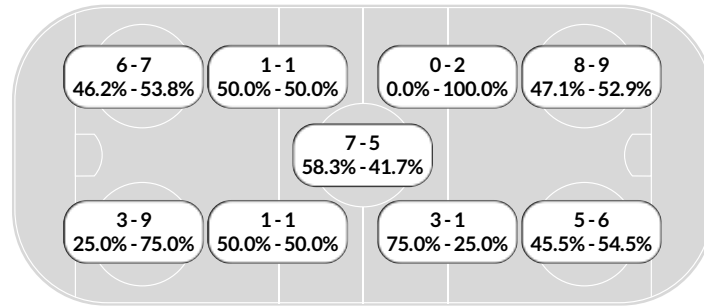 6 - 7
46.2% - 53.8%
1 - 1
50.0% - 50.0%
0 - 2
0.0% - 100.0%
8 - 9
47.1% - 52.9%
7 - 5
58.3% - 41.7%
3 - 9
25.0% - 75.0%
1 - 1
50.0% - 50.0%
3 - 1
75.0% - 25.0%
5 - 6
45.5% - 54.5%